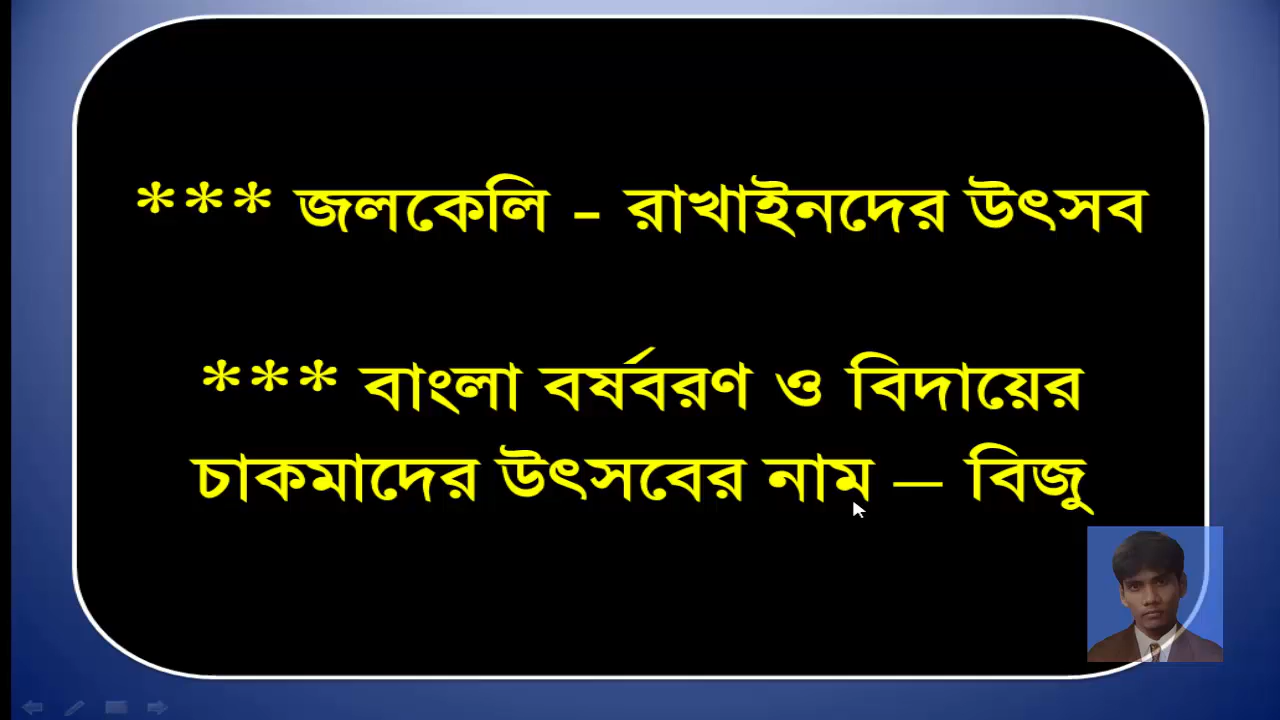 *** জলকেলি – রাখাইনদের উৎসব
*** বাংলা বর্ষবরণ ও বিদায়ের
চাকমাদের উৎসবের নাম — বিজু